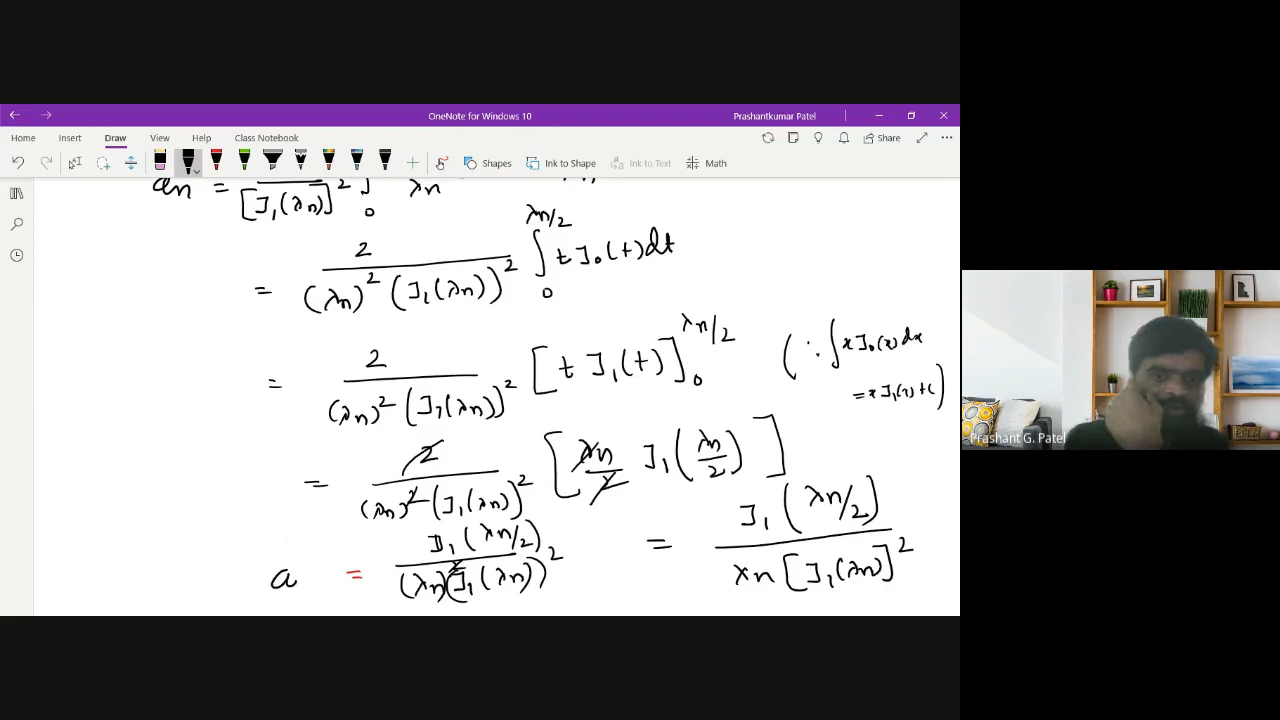 OneNote for Windows 10
Prashantkumar Patel
Home Insert Draw View Help Class Notebook
Share
Shapes Ink to Shape Ink to Text Math
an = [J₁(λn)]² ∫₀ λn
= 2 / (λn)² (J₁(λn))² ∫₀^(λn/2) t J₀(t) dt
= 2 / (λn)² (J₁(λn))² [t J₁(t)]₀^(λn/2) (∵ ∫ x J₀(x) dx
= x J₁(x) + c)
= 2 / (λn)² (J₁(λn))² [λn/2 J₁(λn/2)]
a = J₁(λn/2) / (λn)(J₁(λn))² = J₁(λn/2) / λn [J₁(λn)]²
Prashant G. Patel